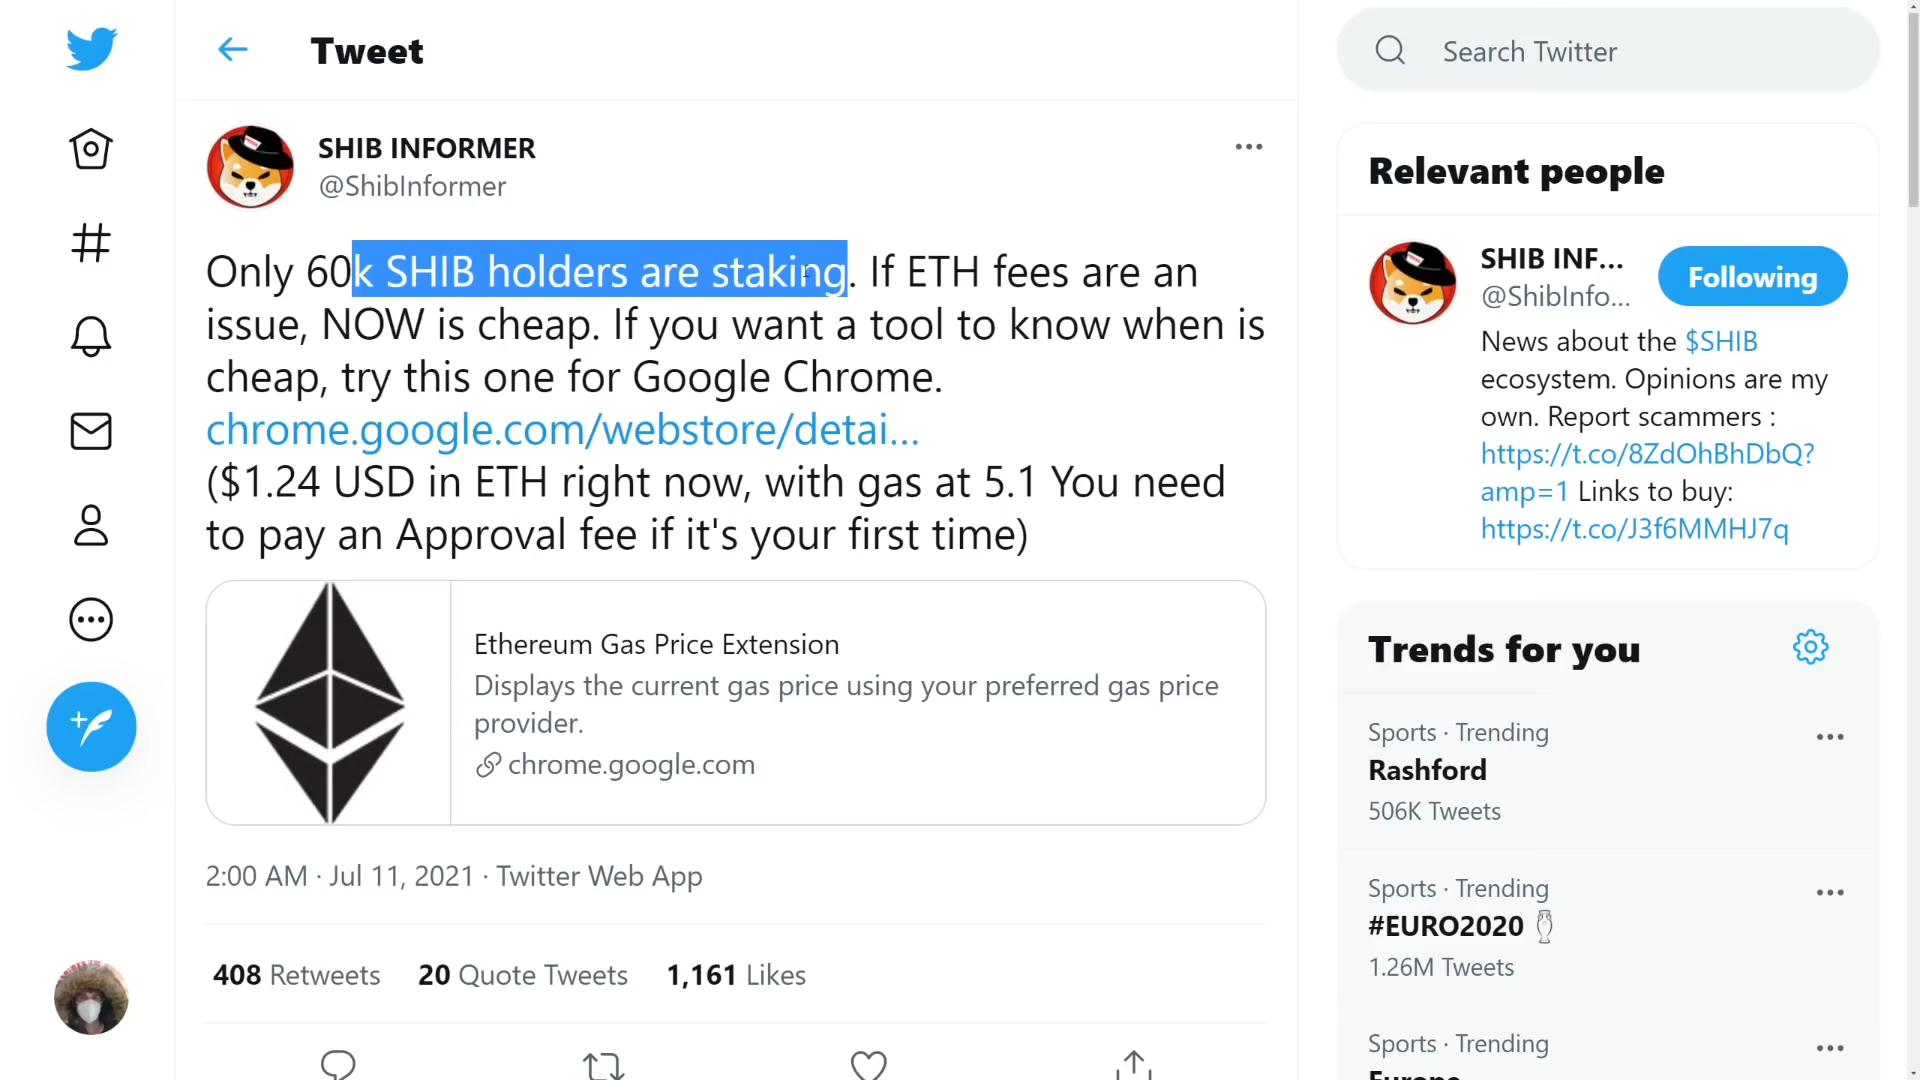 Tweet
SHIB INFORMER
@ShibInformer
Only 60k SHIB holders are staking. If ETH fees are an
issue, NOW is cheap. If you want a tool to know when is
cheap, try this one for Google Chrome.
chrome.google.com/webstore/detai...
($1.24 USD in ETH right now, with gas at 5.1 You need
to pay an Approval fee if it's your first time)
Ethereum Gas Price Extension
Displays the current gas price using your preferred gas price
provider.
chrome.google.com
2:00 AM · Jul 11, 2021 · Twitter Web App
408 Retweets 20 Quote Tweets 1,161 Likes
Search Twitter
Relevant people
SHIB INF...
@ShibInfo...
Following
News about the $SHIB
ecosystem. Opinions are my
own. Report scammers :
https://t.co/8ZdOhBhDbQ?
amp=1 Links to buy:
https://t.co/J3f6MMHJ7q
Trends for you
Sports · Trending
Rashford
506K Tweets
Sports · Trending
#EURO2020
1.26M Tweets
Sports · Trending